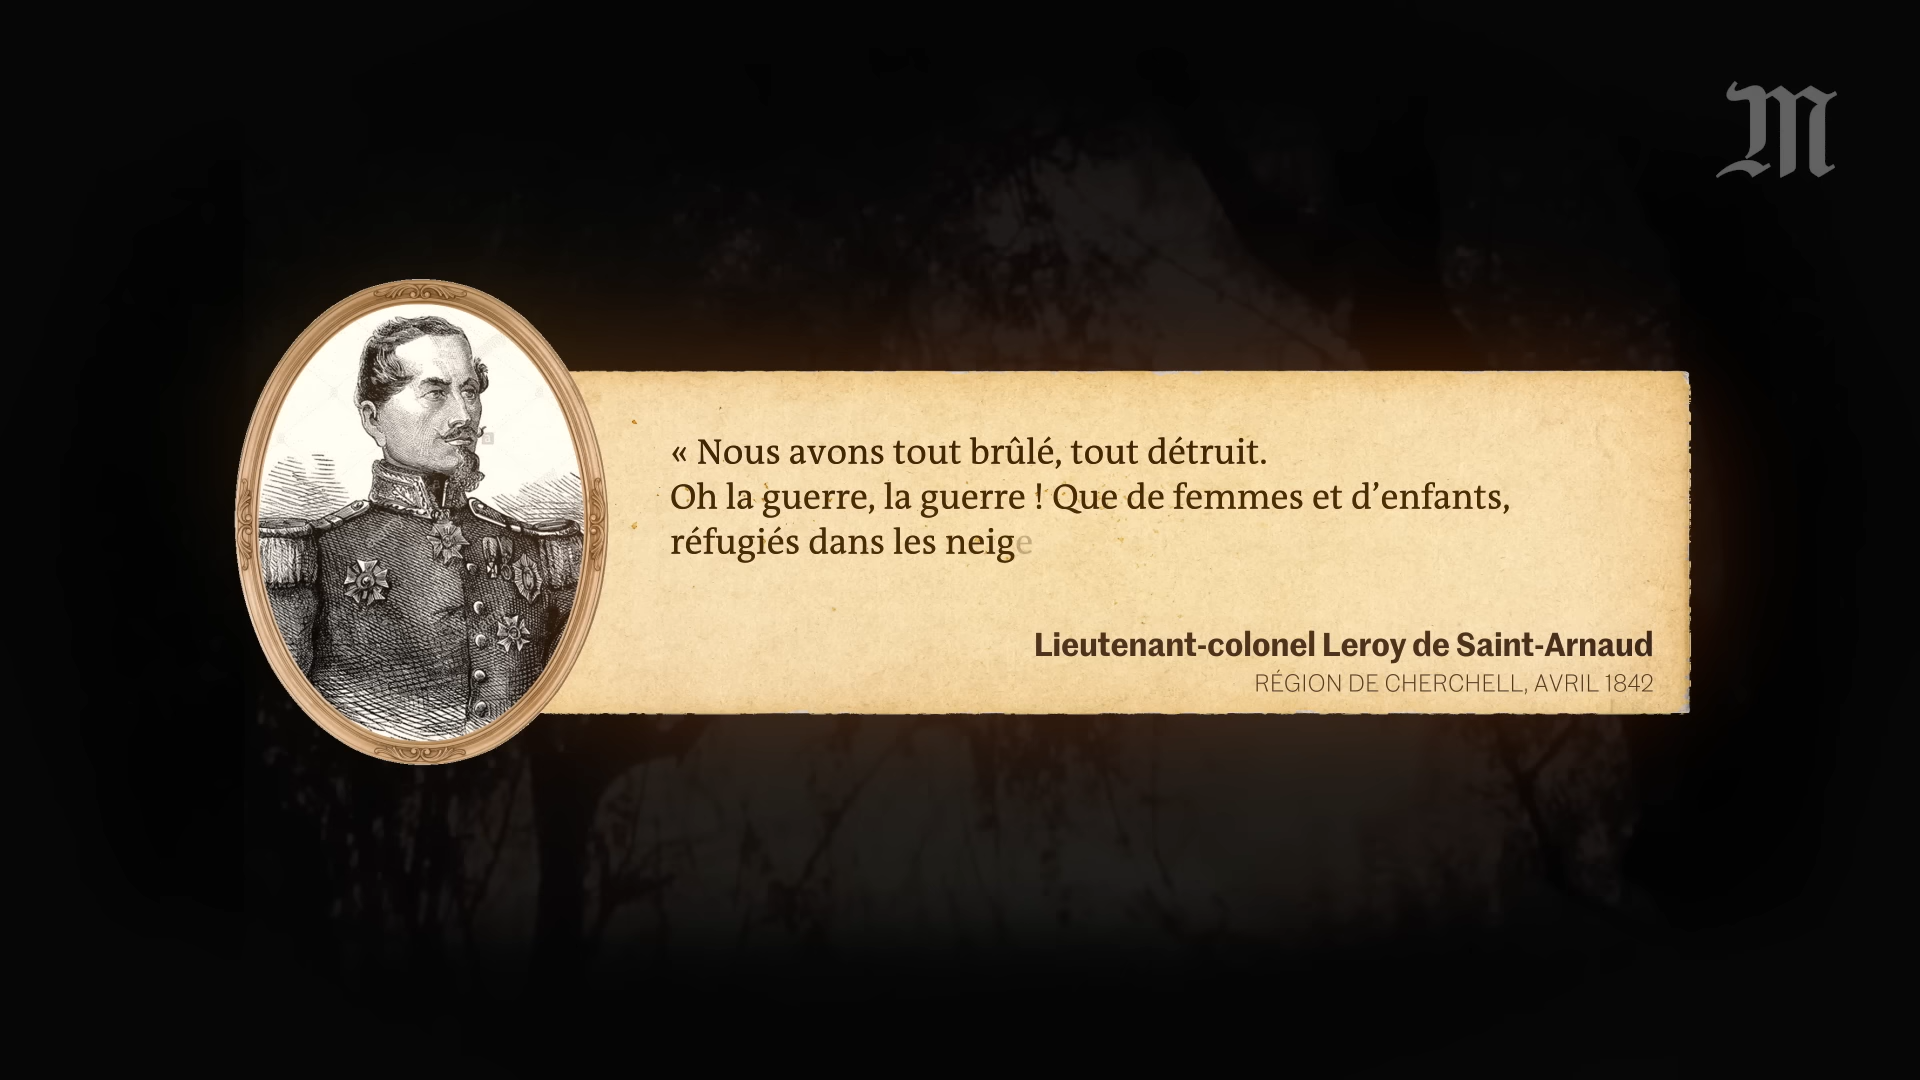 M
« Nous avons tout brûlé, tout détruit.
Oh la guerre, la guerre ! Que de femmes et d’enfants,
réfugiés dans les neige
Lieutenant-colonel Leroy de Saint-Arnaud
RÉGION DE CHERCHELL, AVRIL 1842